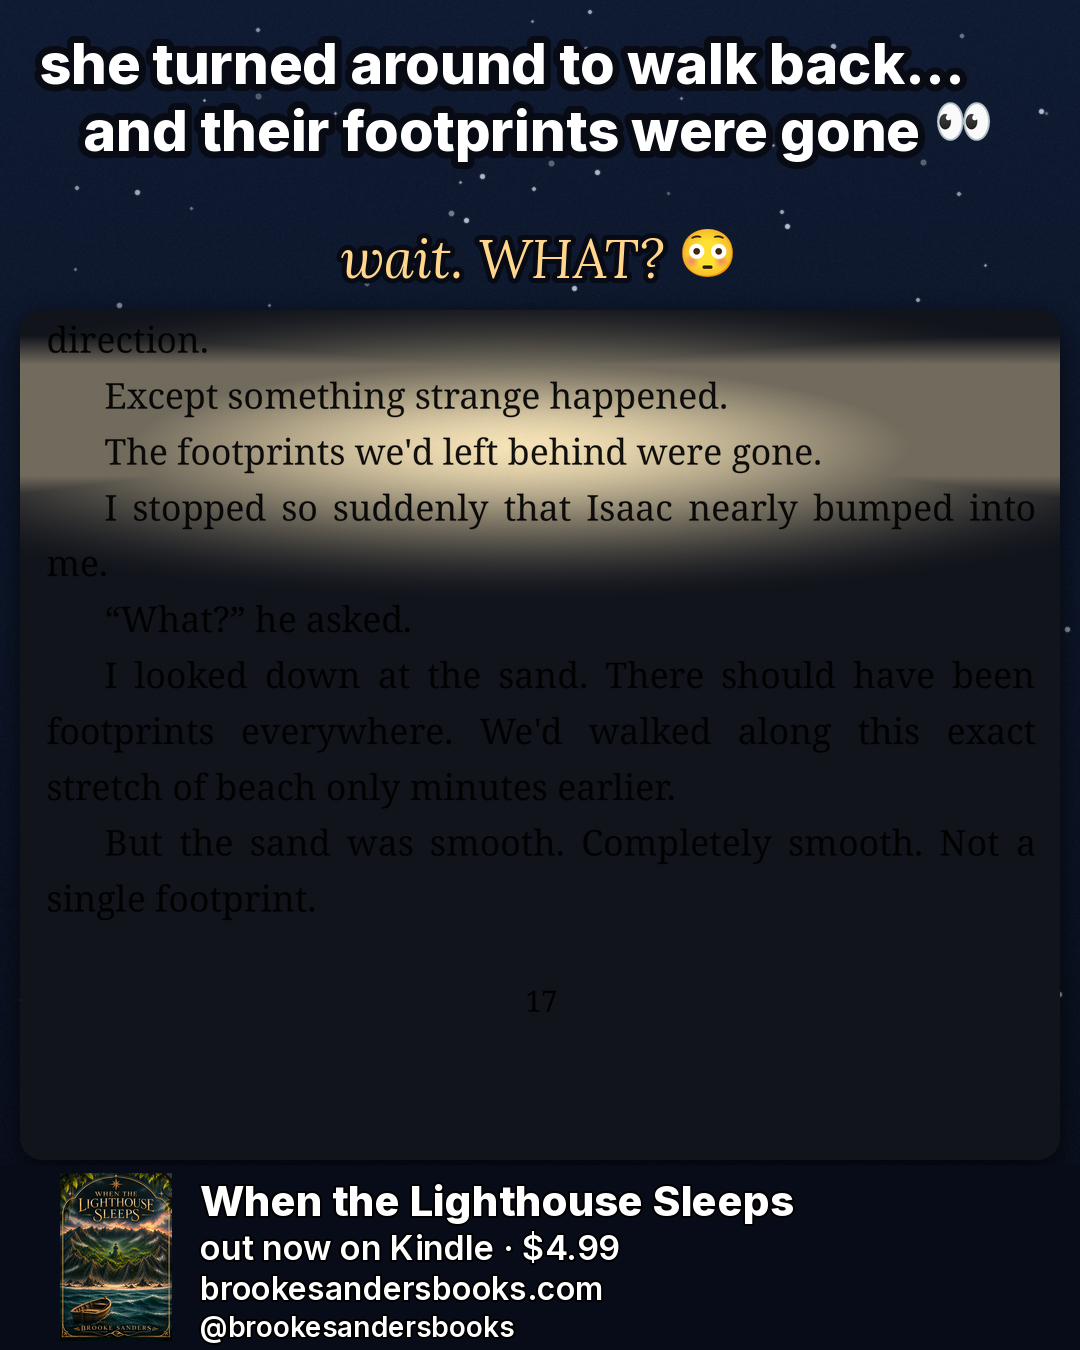 she turned around to walk back...
and their footprints were gone 👀
wait. WHAT? 😳
direction.
Except something strange happened.
The footprints we'd left behind were gone.
I stopped so suddenly that Isaac nearly bumped into
me.
“What?” he asked.
I looked down at the sand. There should have been
footprints everywhere. We'd walked along this exact
stretch of beach only minutes earlier.
But the sand was smooth. Completely smooth. Not a
single footprint.
17
WHEN THE
LIGHTHOUSE
SLEEPS
BROOKE SANDERS
When the Lighthouse Sleeps
out now on Kindle · $4.99
brookesandersbooks.com
@brookesandersbooks